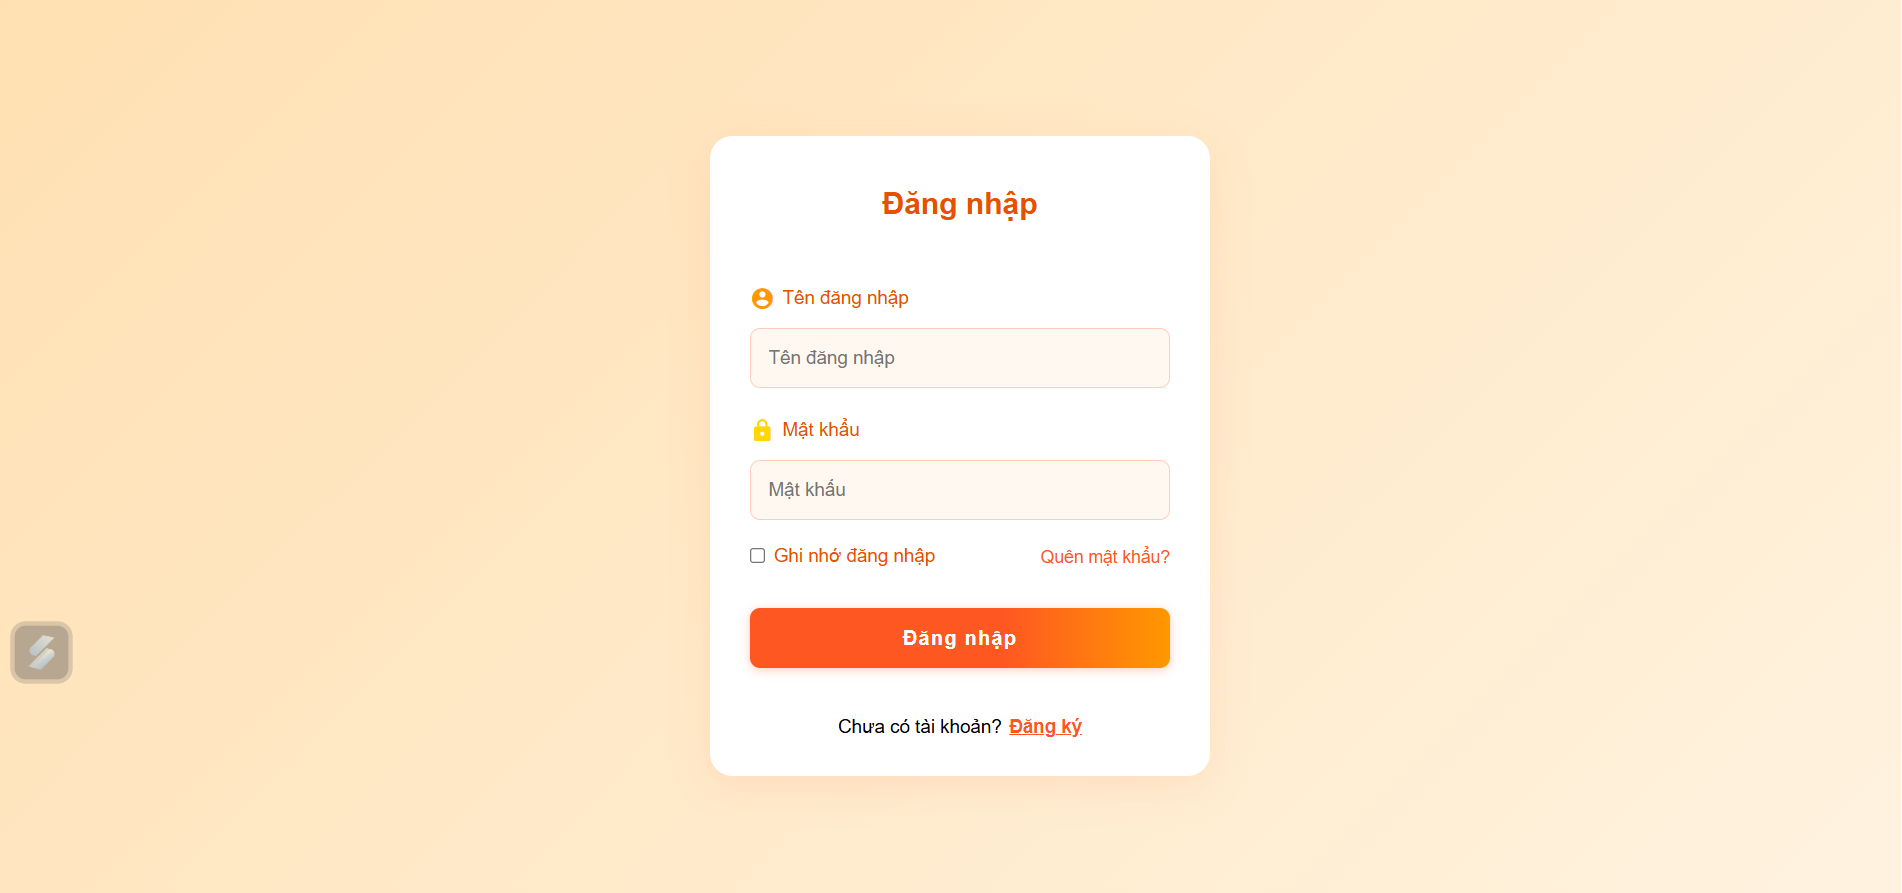 Đăng nhập
Tên đăng nhập
Tên đăng nhập
Mật khẩu
Mật khẩu
Ghi nhớ đăng nhập Quên mật khẩu?
Đăng nhập
Chưa có tài khoản? Đăng ký